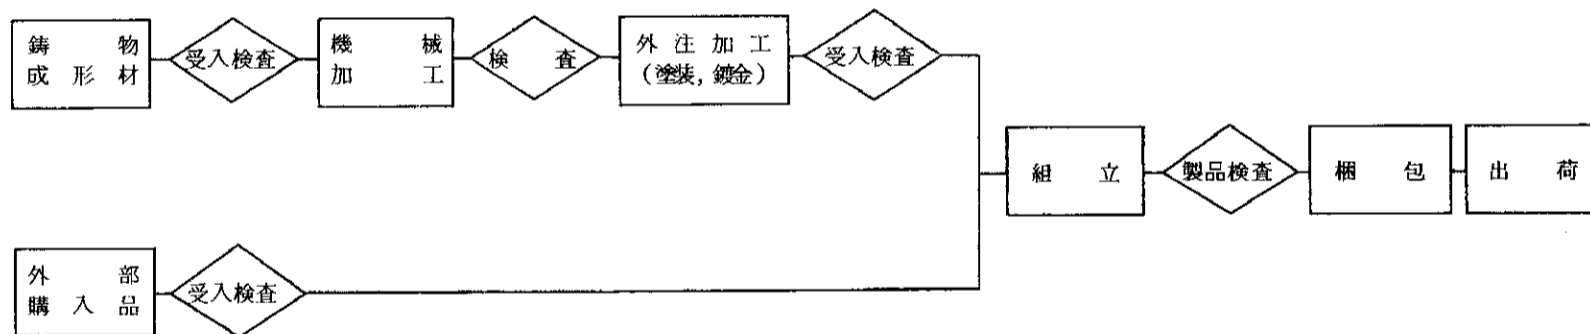 鋳物
成形材
受入検査
機械
加工
検査
外注加工
(塗装,鍍金)
受入検査
組立
製品検査
梱包
出荷
外部
購入品
受入検査